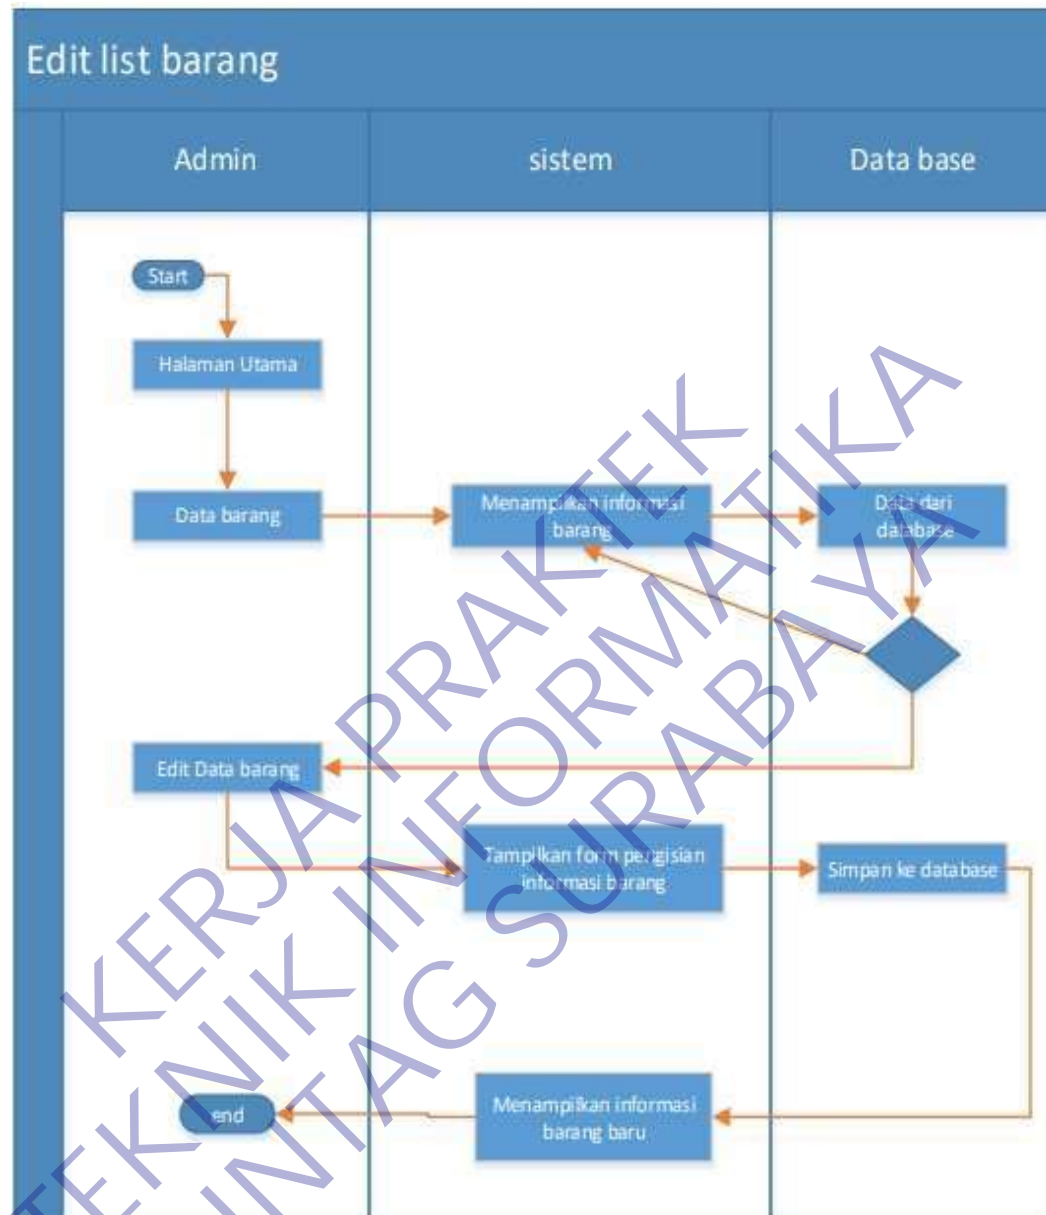 Edit list barang
Admin
sistem
Data base
Start
Halaman Utama
Data barang
Menampilkan informasi
barang
Data dari
database
Edit Data barang
Tampilkan form pengisian
informasi barang
Simpan ke database
Menampilkan informasi
barang baru
end
KERJA PRAKTEK
TEKNIK INFORMATIKA
UNTAG SURABAYA